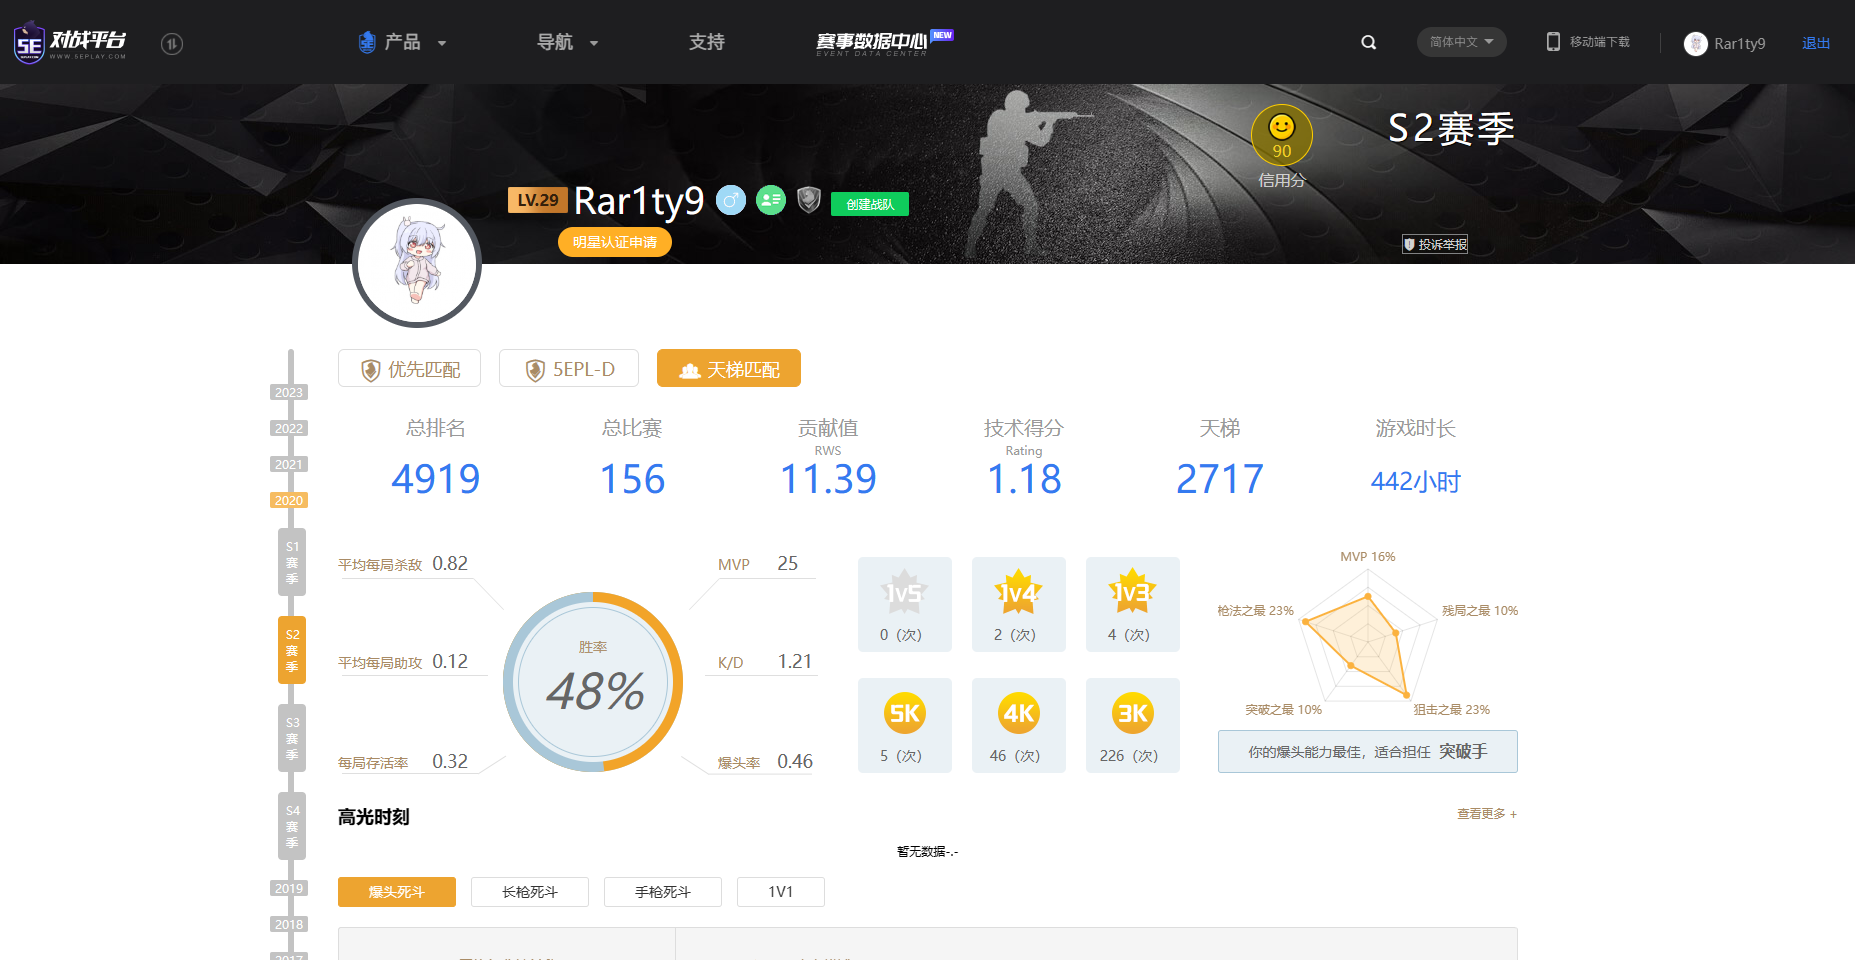 5E 对战平台
WWW.5EPLAY.COM
产品
导航
支持
赛事数据中心 NEW
EVENT DATA CENTER
简体中文
移动端下载
Rar1ty9
退出
90
信用分
S2赛季
LV.29 Rar1ty9
创建战队
明星认证申请
投诉举报
优先匹配
5EPL-D
天梯匹配
2023
2022
2021
2020
S1赛季
S2赛季
S3赛季
S4赛季
2019
2018
2017
总排名
4919
总比赛
156
贡献值
RWS
11.39
技术得分
Rating
1.18
天梯
2717
游戏时长
442小时
平均每局杀敌 0.82
平均每局助攻 0.12
每局存活率 0.32
胜率
48%
MVP 25
K/D 1.21
爆头率 0.46
1v5
0（次）
1v4
2（次）
1v3
4（次）
5K
5（次）
4K
46（次）
3K
226（次）
MVP 16%
枪法之最 23%
残局之最 10%
突破之最 10%
狙击之最 23%
你的爆头能力最佳，适合担任 突破手
高光时刻
查看更多 +
暂无数据-.-
爆头死斗
长枪死斗
手枪死斗
1V1